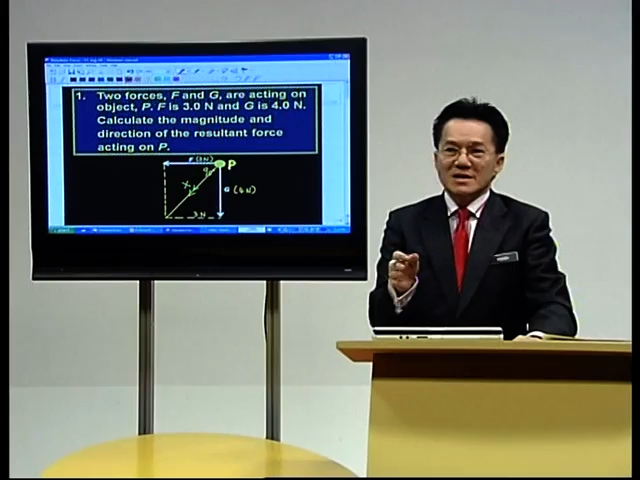 1. Two forces, F and G, are acting on
object, P. F is 3.0 N and G is 4.0 N.
Calculate the magnitude and
direction of the resultant force
acting on P.
F (3N)
P
X
G (4N)
3N